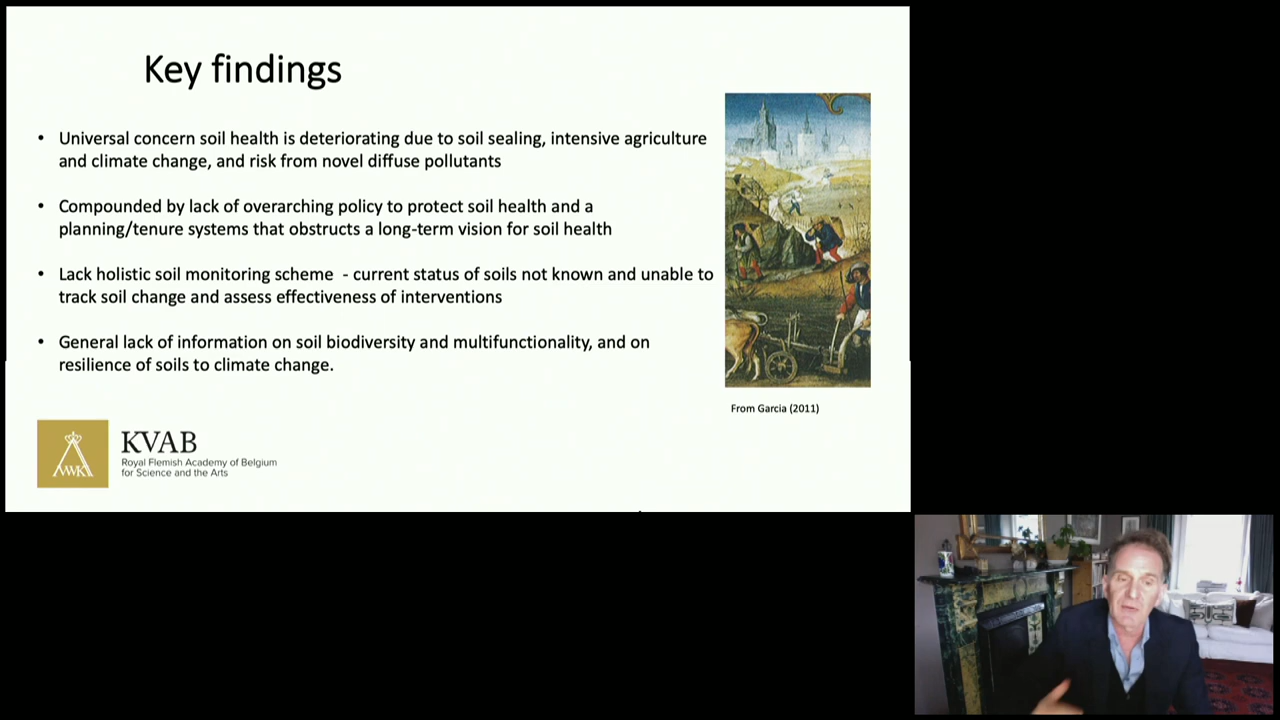 Key findings
• Universal concern soil health is deteriorating due to soil sealing, intensive agriculture
and climate change, and risk from novel diffuse pollutants
• Compounded by lack of overarching policy to protect soil health and a
planning/tenure systems that obstructs a long-term vision for soil health
• Lack holistic soil monitoring scheme - current status of soils not known and unable to
track soil change and assess effectiveness of interventions
• General lack of information on soil biodiversity and multifunctionality, and on
resilience of soils to climate change.
From Garcia (2011)
KVAB
Royal Flemish Academy of Belgium
for Science and the Arts